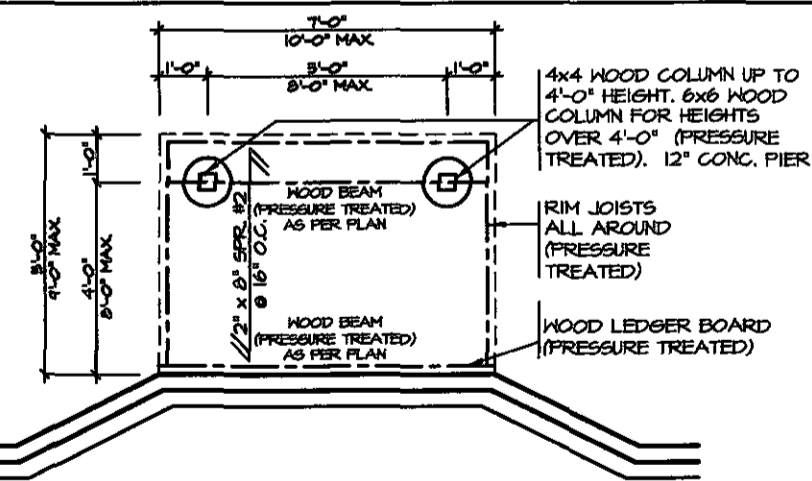 7'-0"
10'-0" MAX.
1'-0"
5'-0"
1'-0"
8'-0" MAX.
4x4 WOOD COLUMN UP TO
4'-0" HEIGHT. 6x6 WOOD
COLUMN FOR HEIGHTS
OVER 4'-0" (PRESSURE
TREATED). 12" CONC. PIER
5'-0"
9'-0" MAX.
1'-0"
4'-0"
8'-0" MAX.
2" x 8" SPR. #2
@ 16" O.C.
WOOD BEAM
(PRESSURE TREATED)
AS PER PLAN
RIM JOISTS
ALL AROUND
(PRESSURE
TREATED)
WOOD BEAM
(PRESSURE TREATED)
AS PER PLAN
WOOD LEDGER BOARD
(PRESSURE TREATED)